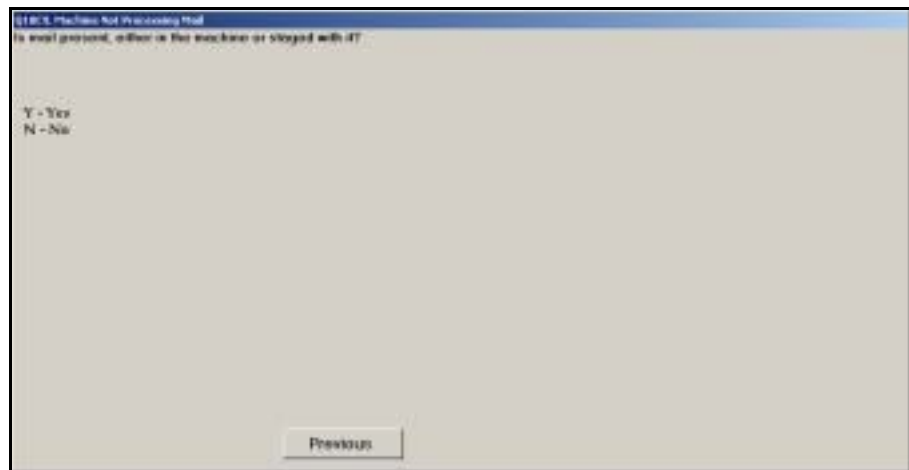 Machine Not Processing Mail
Is mail present, either in the machine or staged with it?
Y - Yes
N - No
Previous